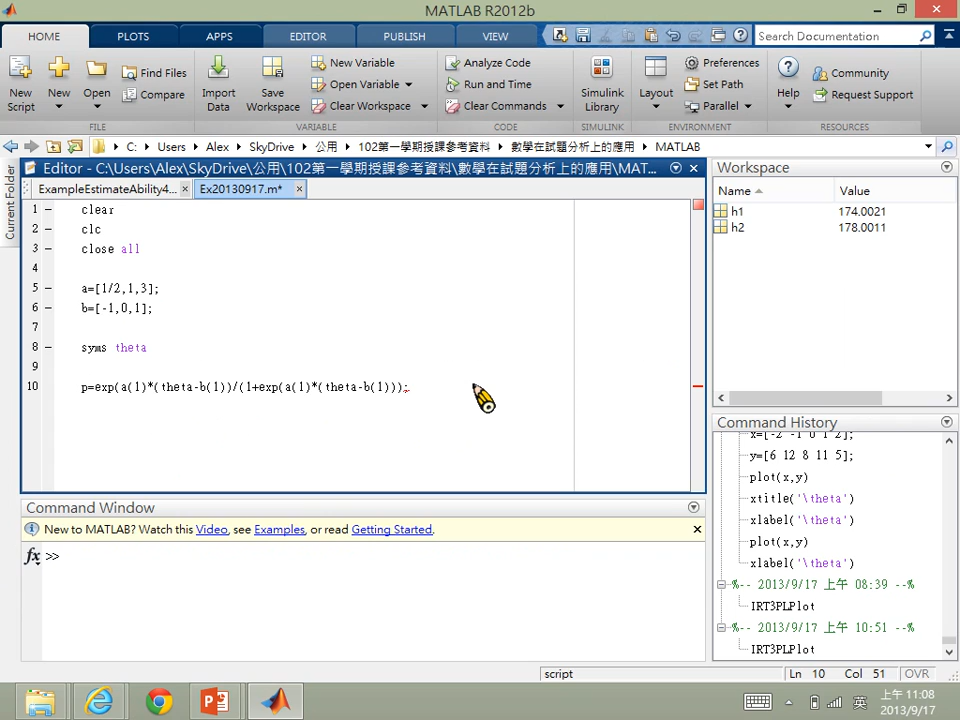 MATLAB R2012b
HOME PLOTS APPS EDITOR PUBLISH VIEW Search Documentation
New Script New Open Find Files Compare Import Data Save Workspace New Variable Open Variable Clear Workspace Analyze Code Run and Time Clear Commands Simulink Library Layout Preferences Set Path Parallel Help Community Request Support
FILE VARIABLE CODE SIMULINK ENVIRONMENT RESOURCES
C: Users Alex SkyDrive 公用 102第一學期授課參考資料 數學在試題分析上的應用 MATLAB
Current Folder
Editor - C:\Users\Alex\SkyDrive\公用\102第一學期授課參考資料\數學在試題分析上的應用\MAT...
ExampleEstimateAbility4... Ex20130917.m*
1 clear
2 clc
3 close all
4
5 a=[1/2,1,3];
6 b=[-1,0,1];
7
8 syms theta
9
10 p=exp(a(1)*(theta-b(1))/(1+exp(a(1)*(theta-b(1)));
Command Window
New to MATLAB? Watch this Video, see Examples, or read Getting Started.
fx >>
Workspace
Name Value
h1 174.0021
h2 178.0011
Command History
x=[-2 -1 0 1 2];
y=[6 12 8 11 5];
plot(x,y)
xtitle('\theta')
xlabel('\theta')
plot(x,y)
xlabel('\theta')
%-- 2013/9/17 上午 08:39 --%
IRT3PLPlot
%-- 2013/9/17 上午 10:51 --%
IRT3PLPlot
script Ln 10 Col 51 OVR
英 上午 11:08
2013/9/17